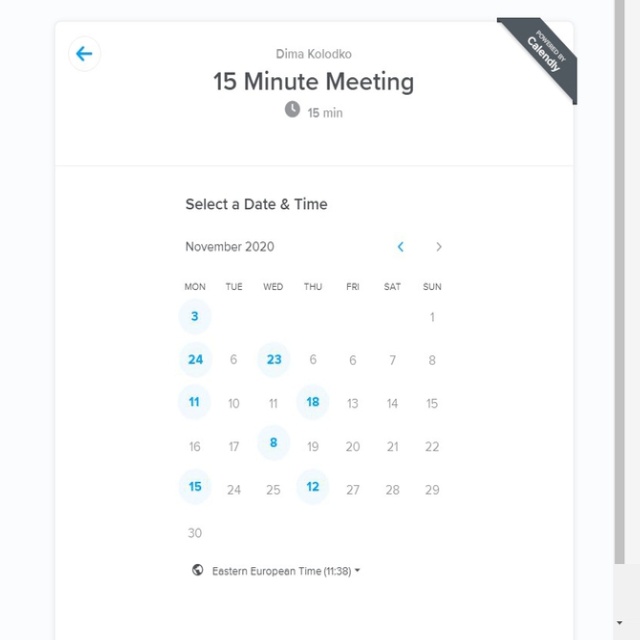 POWERED BY
Calendly
Dima Kolodko
15 Minute Meeting
15 min
Select a Date & Time
November 2020
MON TUE WED THU FRI SAT SUN
3 1
24 6 23 6 6 7 8
11 10 11 18 13 14 15
16 17 8 19 20 21 22
15 24 25 12 27 28 29
30
Eastern European Time (11:38)